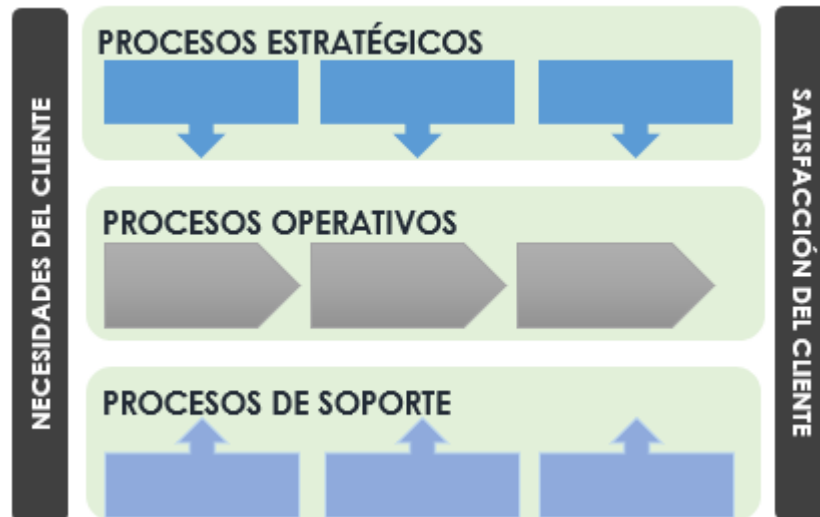 NECESIDADES DEL CLIENTE
PROCESOS ESTRATÉGICOS
PROCESOS OPERATIVOS
PROCESOS DE SOPORTE
SATISFACCIÓN DEL CLIENTE